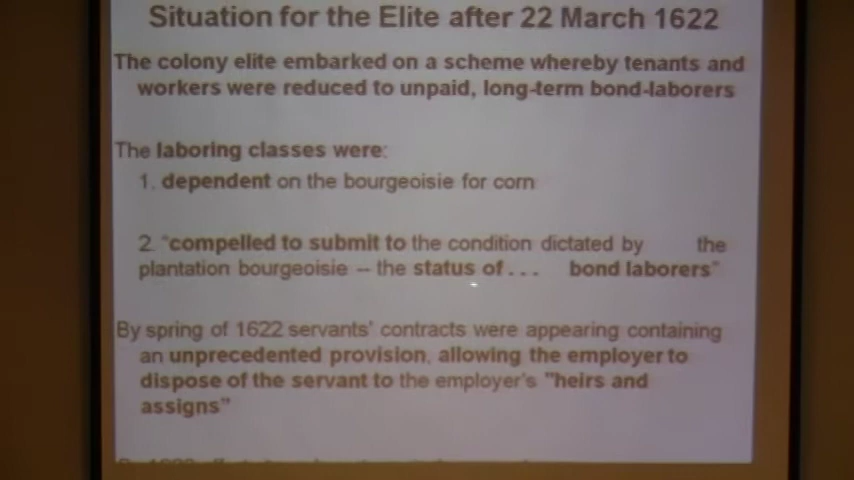 Situation for the Elite after 22 March 1622
The colony elite embarked on a scheme whereby tenants and
workers were reduced to unpaid, long-term bond-laborers
The laboring classes were:
1. dependent on the bourgeoisie for corn
2. "compelled to submit to the condition dictated by the
plantation bourgeoisie -- the status of . . . bond laborers"
By spring of 1622 servants' contracts were appearing containing
an unprecedented provision, allowing the employer to
dispose of the servant to the employer's "heirs and
assigns"